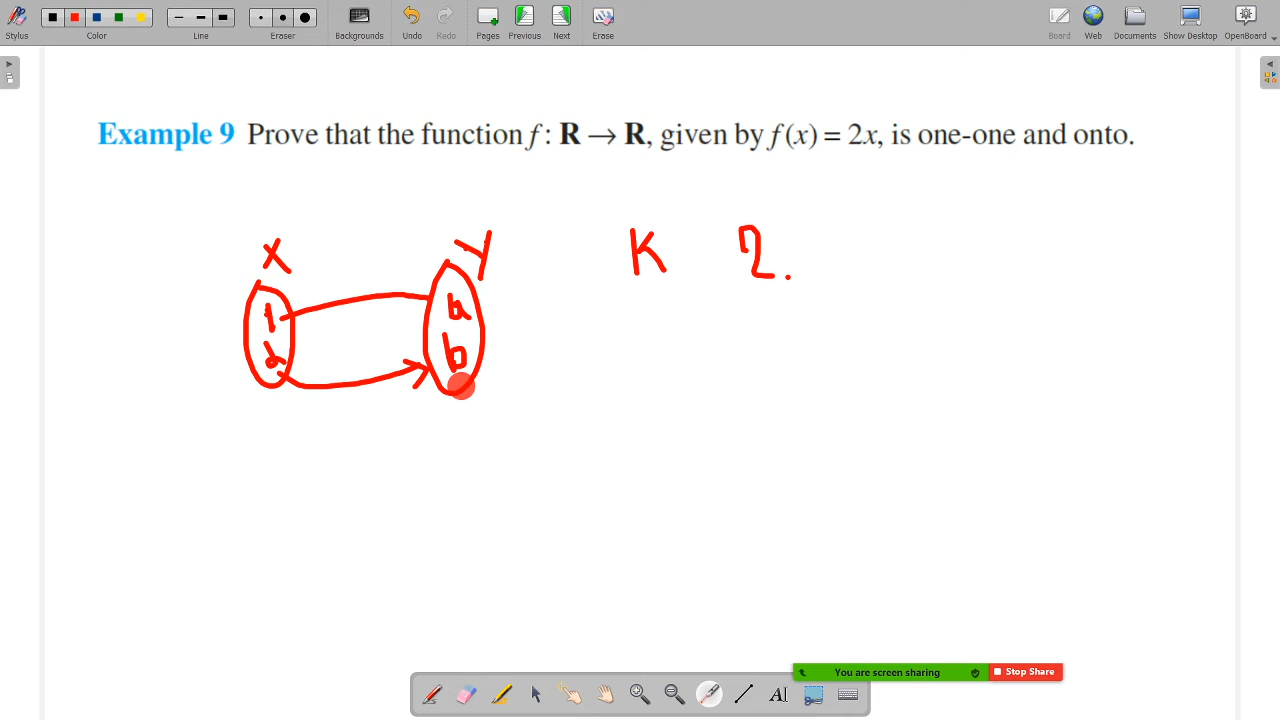 Stylus Color Line Eraser Backgrounds Undo Redo Pages Previous Next Erase Board Web Documents Show Desktop OpenBoard
Example 9 Prove that the function f : R → R, given by f (x) = 2x, is one-one and onto.
X Y K 2.
1 a
2 b
You are screen sharing Stop Share